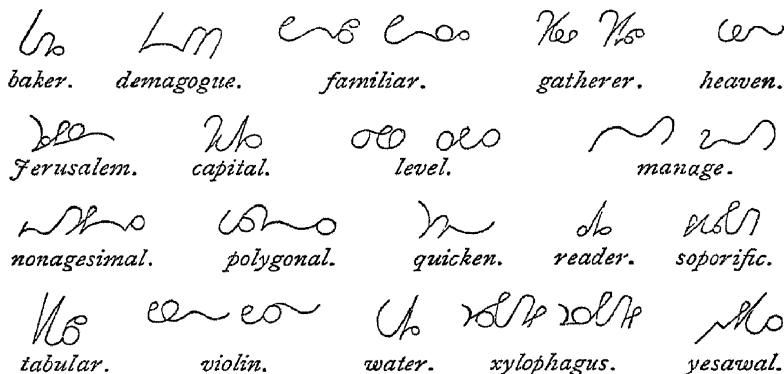 baker. demagogue. familiar. gatherer. heaven.
Jerusalem. capital. level. manage.
nonagesimal. polygonal. quicken. reader. soporific.
tabular. violin. water. xylophagus. yesawal.